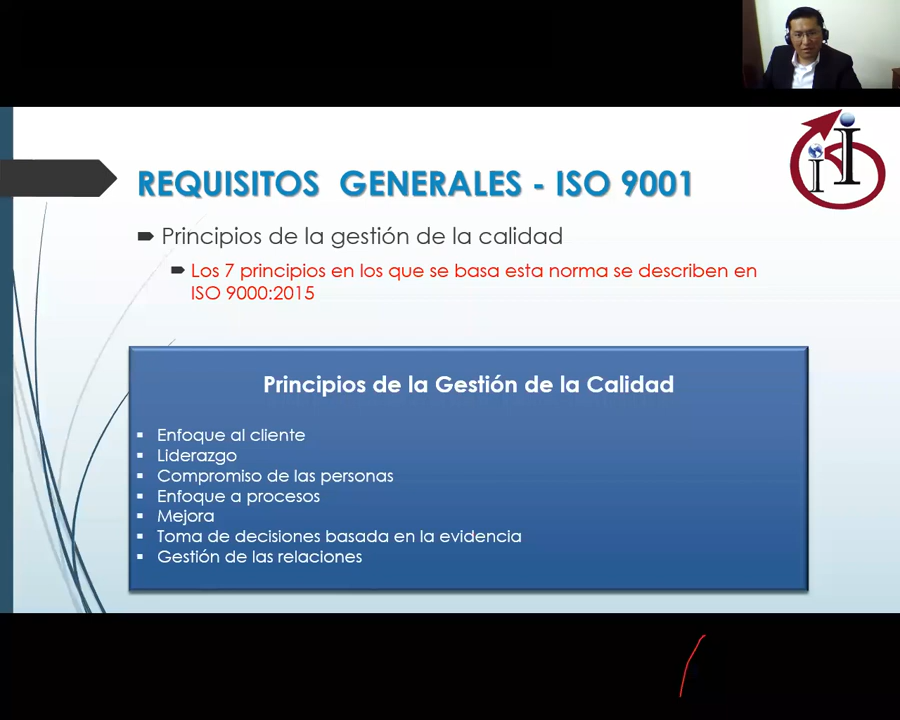 REQUISITOS GENERALES - ISO 9001
Principios de la gestión de la calidad
Los 7 principios en los que se basa esta norma se describen en
ISO 9000:2015
Principios de la Gestión de la Calidad
Enfoque al cliente
Liderazgo
Compromiso de las personas
Enfoque a procesos
Mejora
Toma de decisiones basada en la evidencia
Gestión de las relaciones